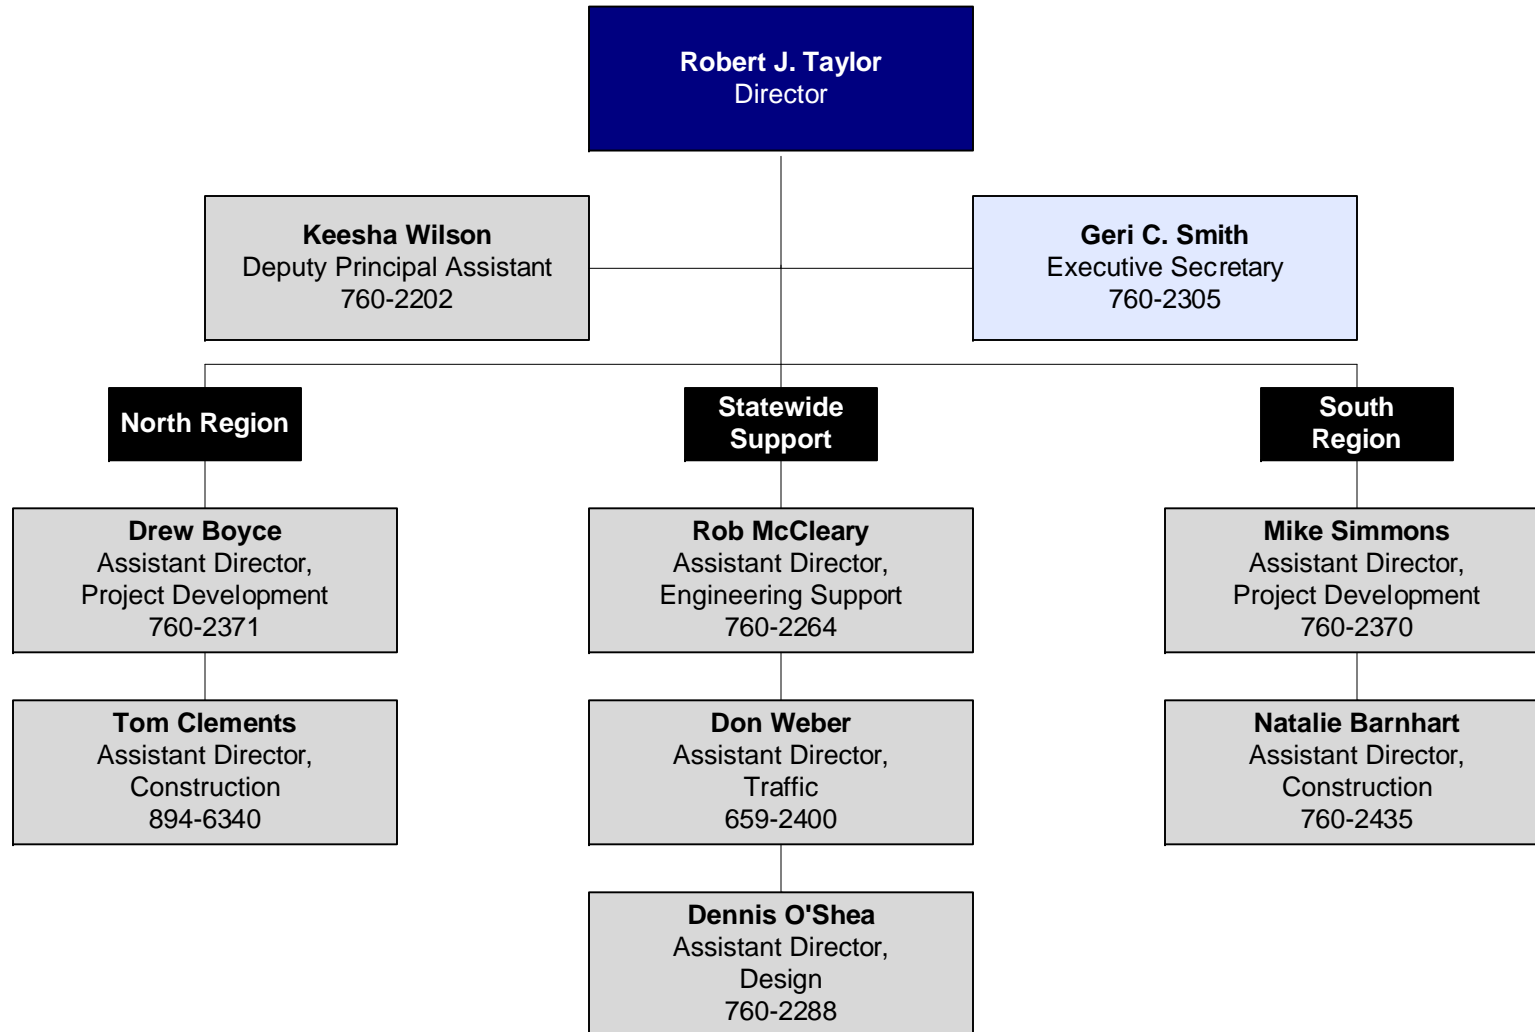 Robert J. Taylor
Director
Keesha Wilson
Deputy Principal Assistant
760-2202
Geri C. Smith
Executive Secretary
760-2305
North Region
Statewide
Support
South
Region
Drew Boyce
Assistant Director,
Project Development
760-2371
Rob McCleary
Assistant Director,
Engineering Support
760-2264
Mike Simmons
Assistant Director,
Project Development
760-2370
Tom Clements
Assistant Director,
Construction
894-6340
Don Weber
Assistant Director,
Traffic
659-2400
Natalie Barnhart
Assistant Director,
Construction
760-2435
Dennis O'Shea
Assistant Director,
Design
760-2288